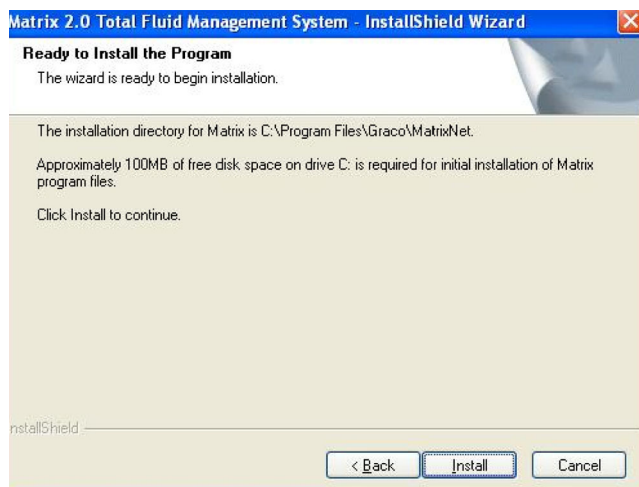 Matrix 2.0 Total Fluid Management System - InstallShield Wizard
Ready to Install the Program
The wizard is ready to begin installation.
The installation directory for Matrix is C:\Program Files\Graco\MatrixNet.
Approximately 100MB of free disk space on drive C: is required for initial installation of Matrix
program files.
Click Install to continue.
nstallShield
< Back Install Cancel